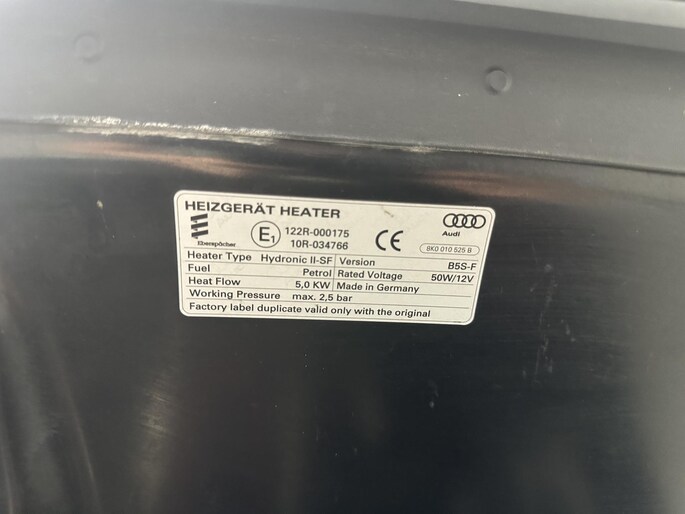 HEIZGERÄT HEATER
Eberspächer
E1
122R-000175
10R-034766
CE
Audi
8K0 010 525 B
Heater Type Hydronic II-SF Version B5S-F
Fuel Petrol Rated Voltage 50W/12V
Heat Flow 5,0 KW Made in Germany
Working Pressure max. 2,5 bar
Factory label duplicate valid only with the original